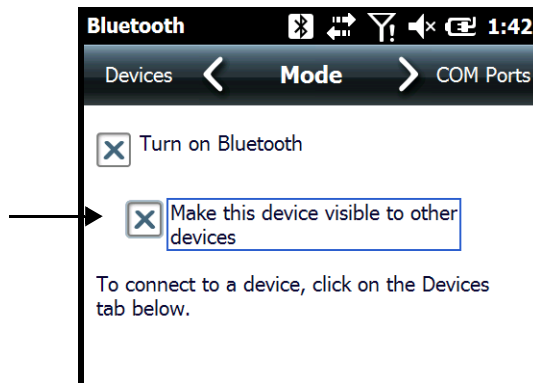 Bluetooth 1:42
Devices Mode COM Ports
Turn on Bluetooth
Make this device visible to other
devices
To connect to a device, click on the Devices
tab below.